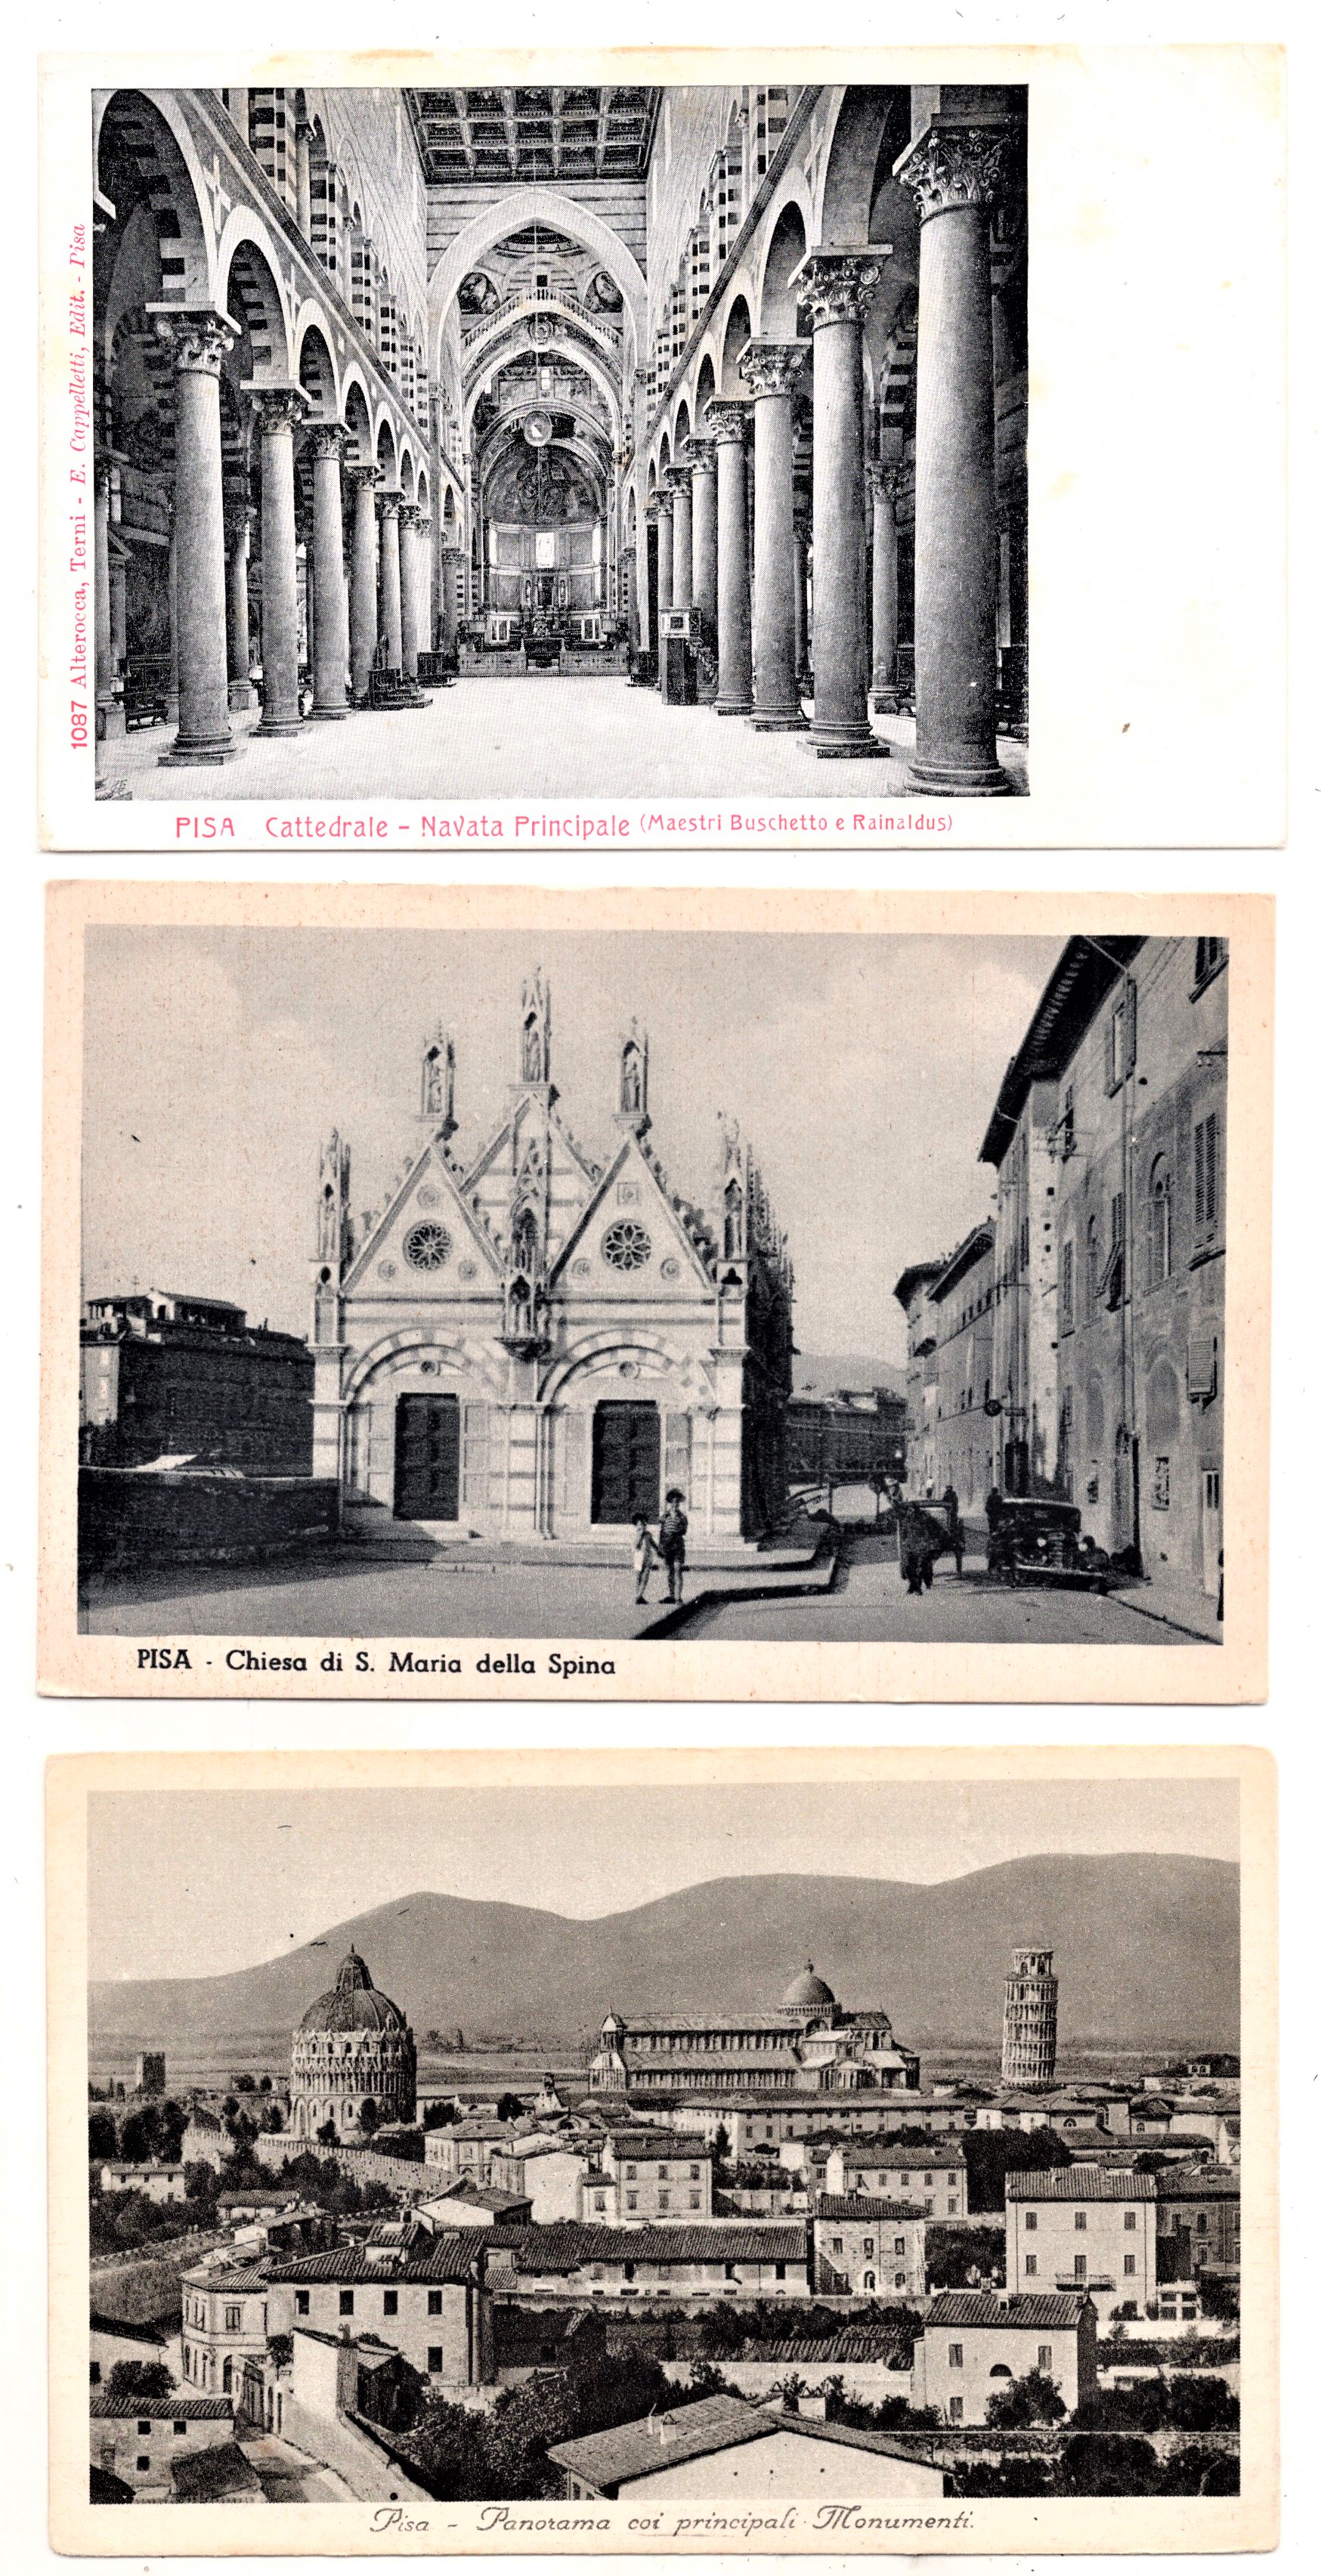 1087 Alterocca, Terni - E. Cappelletti, Edit. - Pisa
PISA Cattedrale - Navata Principale (Maestri Buschetto e Rainaldus)
PISA - Chiesa di S. Maria della Spina
Pisa - Panorama coi principali Monumenti.